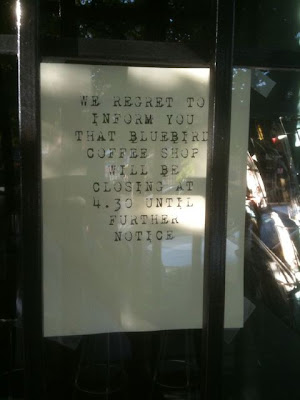 WE REGRET TO
INFORM YOU
THAT BLUEBIRD
COFFEE SHOP
WILL BE
CLOSING AT
4.30 UNTIL
FURTHER
NOTICE